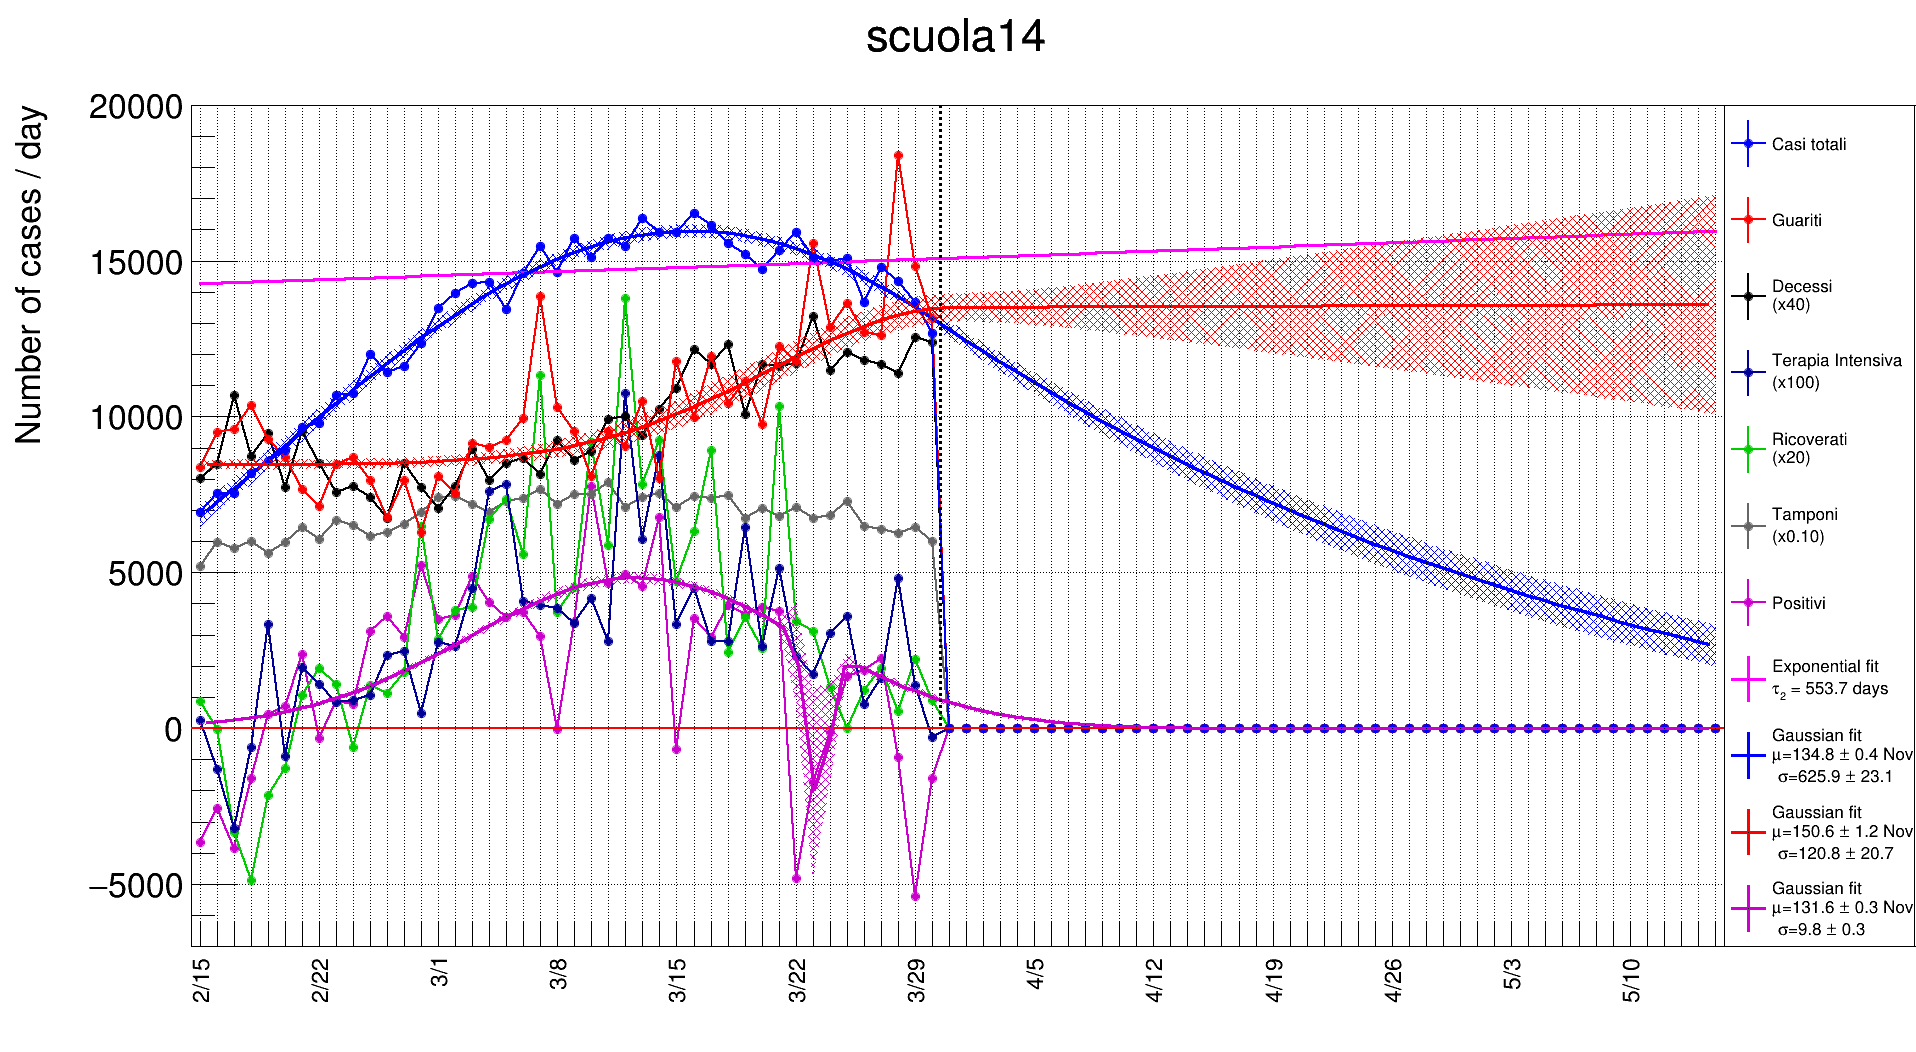 scuola14
Number of cases / day
20000
15000
10000
5000
0
−5000
2/15
2/22
3/1
3/8
3/15
3/22
3/29
4/5
4/12
4/19
4/26
5/3
5/10
Casi totali
Guariti
Decessi
(x40)
Terapia Intensiva
(x100)
Ricoverati
(x20)
Tamponi
(x0.10)
Positivi
Exponential fit
τ2 = 553.7 days
Gaussian fit
μ=134.8 ± 0.4 Nov
σ=625.9 ± 23.1
Gaussian fit
μ=150.6 ± 1.2 Nov
σ=120.8 ± 20.7
Gaussian fit
μ=131.6 ± 0.3 Nov
σ=9.8 ± 0.3